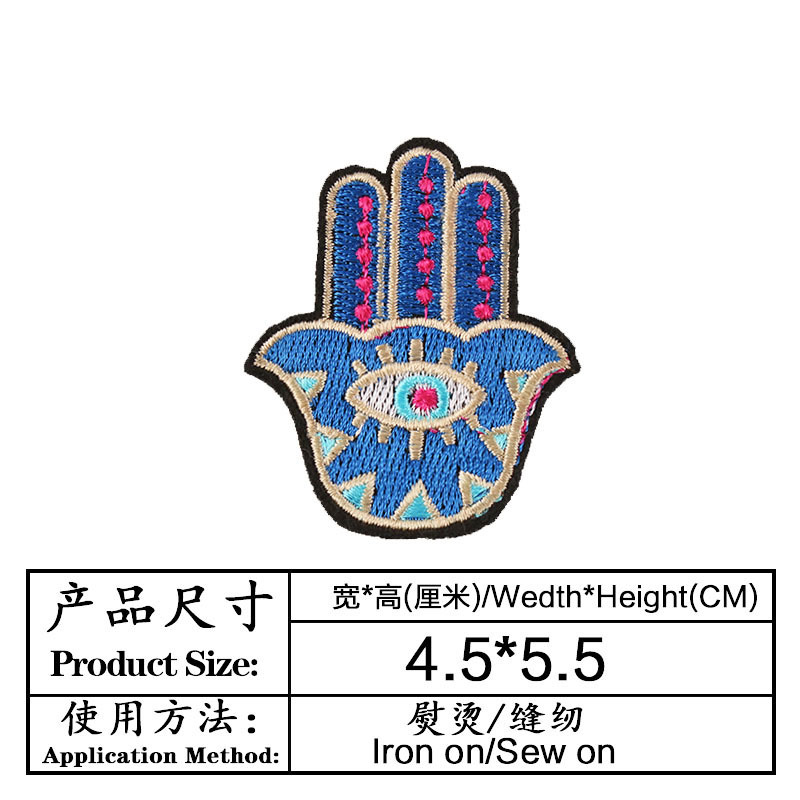 产品尺寸
Product Size:
宽*高(厘米)/Wedth*Height(CM)
4.5*5.5
使用方法：
Application Method:
熨烫/缝纫
Iron on/Sew on